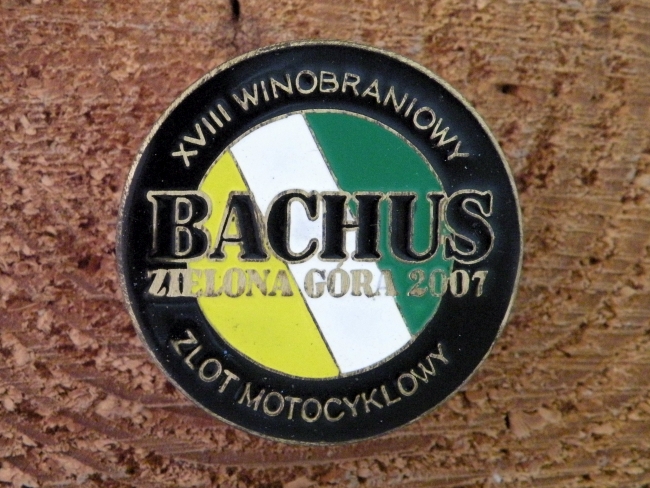 XVIII WINOBRANIOWY
BACHUS
ZIELONA GÓRA 2007
ZLOT MOTOCYKLOWY